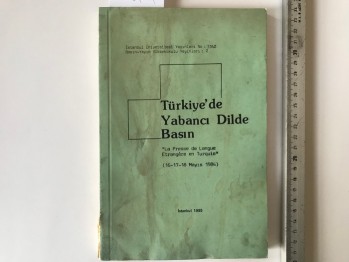 İstanbul Üniversitesi Yayınları No: 3268
Türkiye'de
Yabancı Dilde
Basın
"La Presse de Langue
Etrangère en Turquie"
(16-17-18 Mayıs 1984)
İstanbul 1985